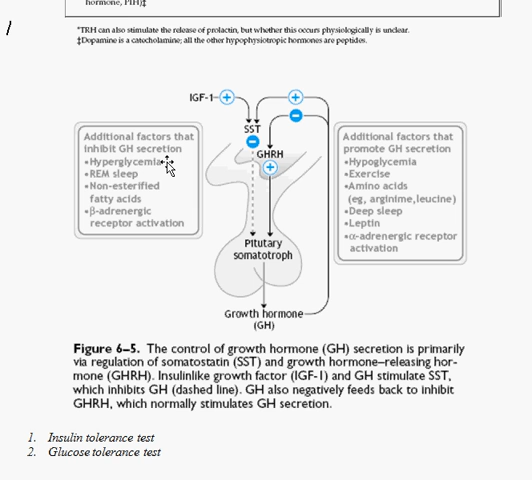 hormone, PIH)‡
*TRH can also stimulate the release of prolactin, but whether this occurs physiologically is unclear.
‡Dopamine is a catecholamine; all the other hypophysiotropic hormones are peptides.
IGF-1
+
+
−
SST
−
GHRH
+
Additional factors that
inhibit GH secretion
•Hyperglycemia
•REM sleep
•Non-esterified
fatty acids
•β-adrenergic
receptor activation
Additional factors that
promote GH secretion
•Hypoglycemia
•Exercise
•Amino acids
(eg, arginine,leucine)
•Deep sleep
•Leptin
•α-adrenergic receptor
activation
Pitutary
somatotroph
Growth hormone
(GH)
Figure 6–5. The control of growth hormone (GH) secretion is primarily
via regulation of somatostatin (SST) and growth hormone–releasing hor-
mone (GHRH). Insulinlike growth factor (IGF-1) and GH stimulate SST,
which inhibits GH (dashed line). GH also negatively feeds back to inhibit
GHRH, which normally stimulates GH secretion.
1. Insulin tolerance test
2. Glucose tolerance test